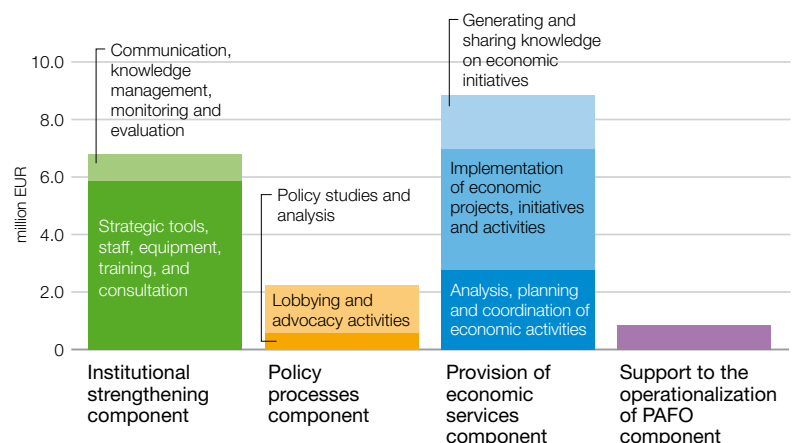 Generating and
sharing knowledge
on economic
initiatives
Communication,
knowledge
management,
monitoring and
evaluation
10.0
8.0
6.0
4.0
2.0
0
million EUR
Strategic tools,
staff, equipment,
training, and
consultation
Policy studies and
analysis
Lobbying and
advocacy activities
Implementation
of economic
projects, initiatives
and activities
Analysis, planning
and coordination of
economic activities
Institutional
strengthening
component
Policy
processes
component
Provision of
economic
services
component
Support to the
operationalization
of PAFO
component